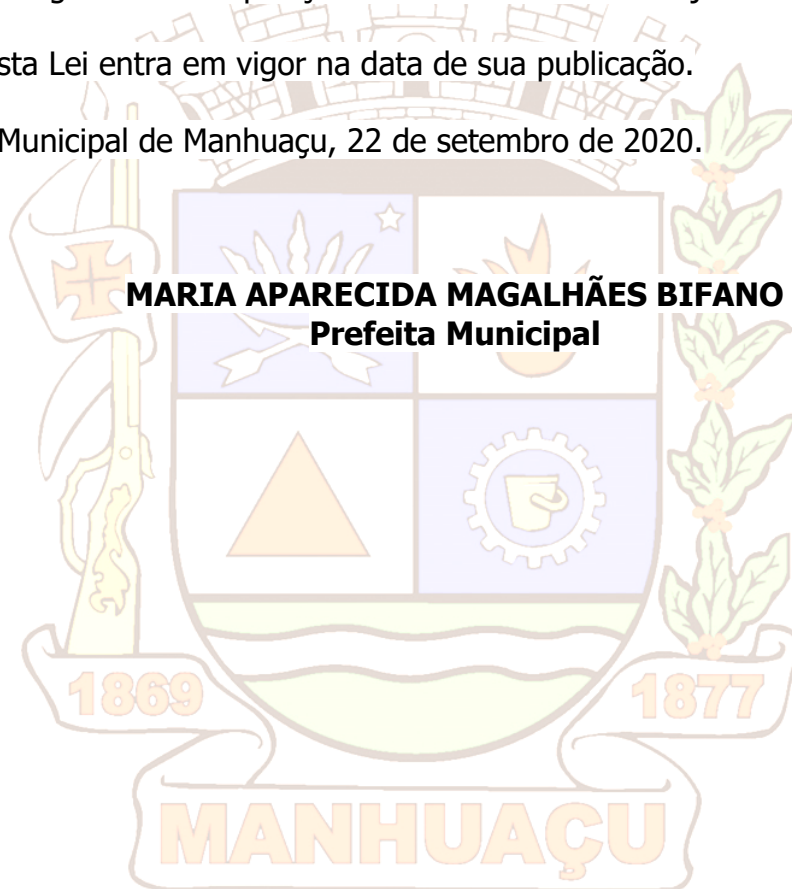 sta Lei entra em vigor na data de sua publicação.
Municipal de Manhuaçu, 22 de setembro de 2020.
MARIA APARECIDA MAGALHÃES BIFANO
Prefeita Municipal
1869
1877
MANHUAÇU